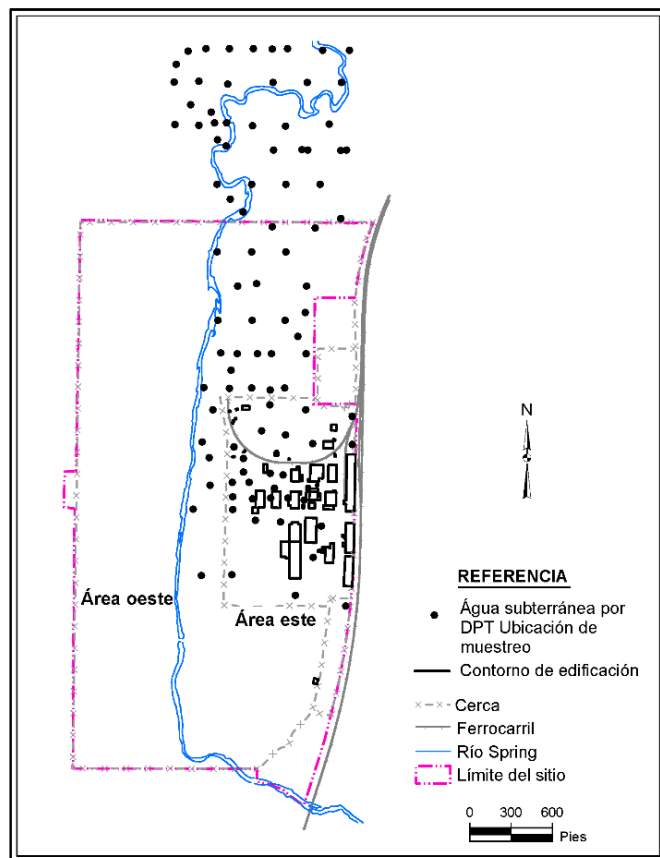 N
Área oeste
Área este
REFERENCIA
Água subterránea por
DPT Ubicación de
muestreo
Contorno de edificación
Cerca
Ferrocarril
Río Spring
Límite del sitio
0 300 600
Pies